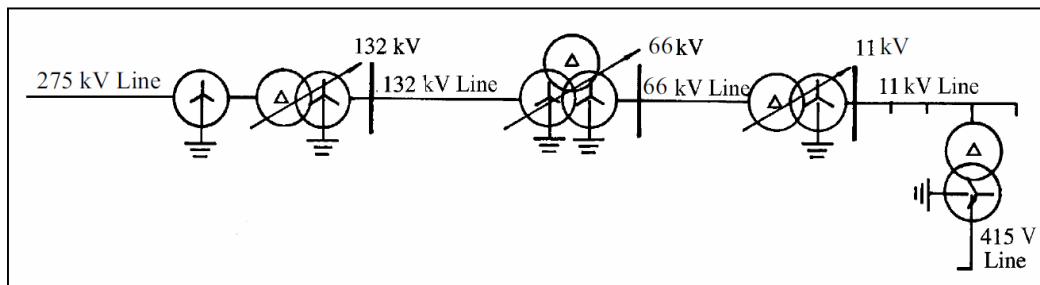 132 kV
66 kV
11 kV
275 kV Line
132 kV Line
66 kV Line
11 kV Line
Δ
Δ
Δ
Δ
415 V
Line